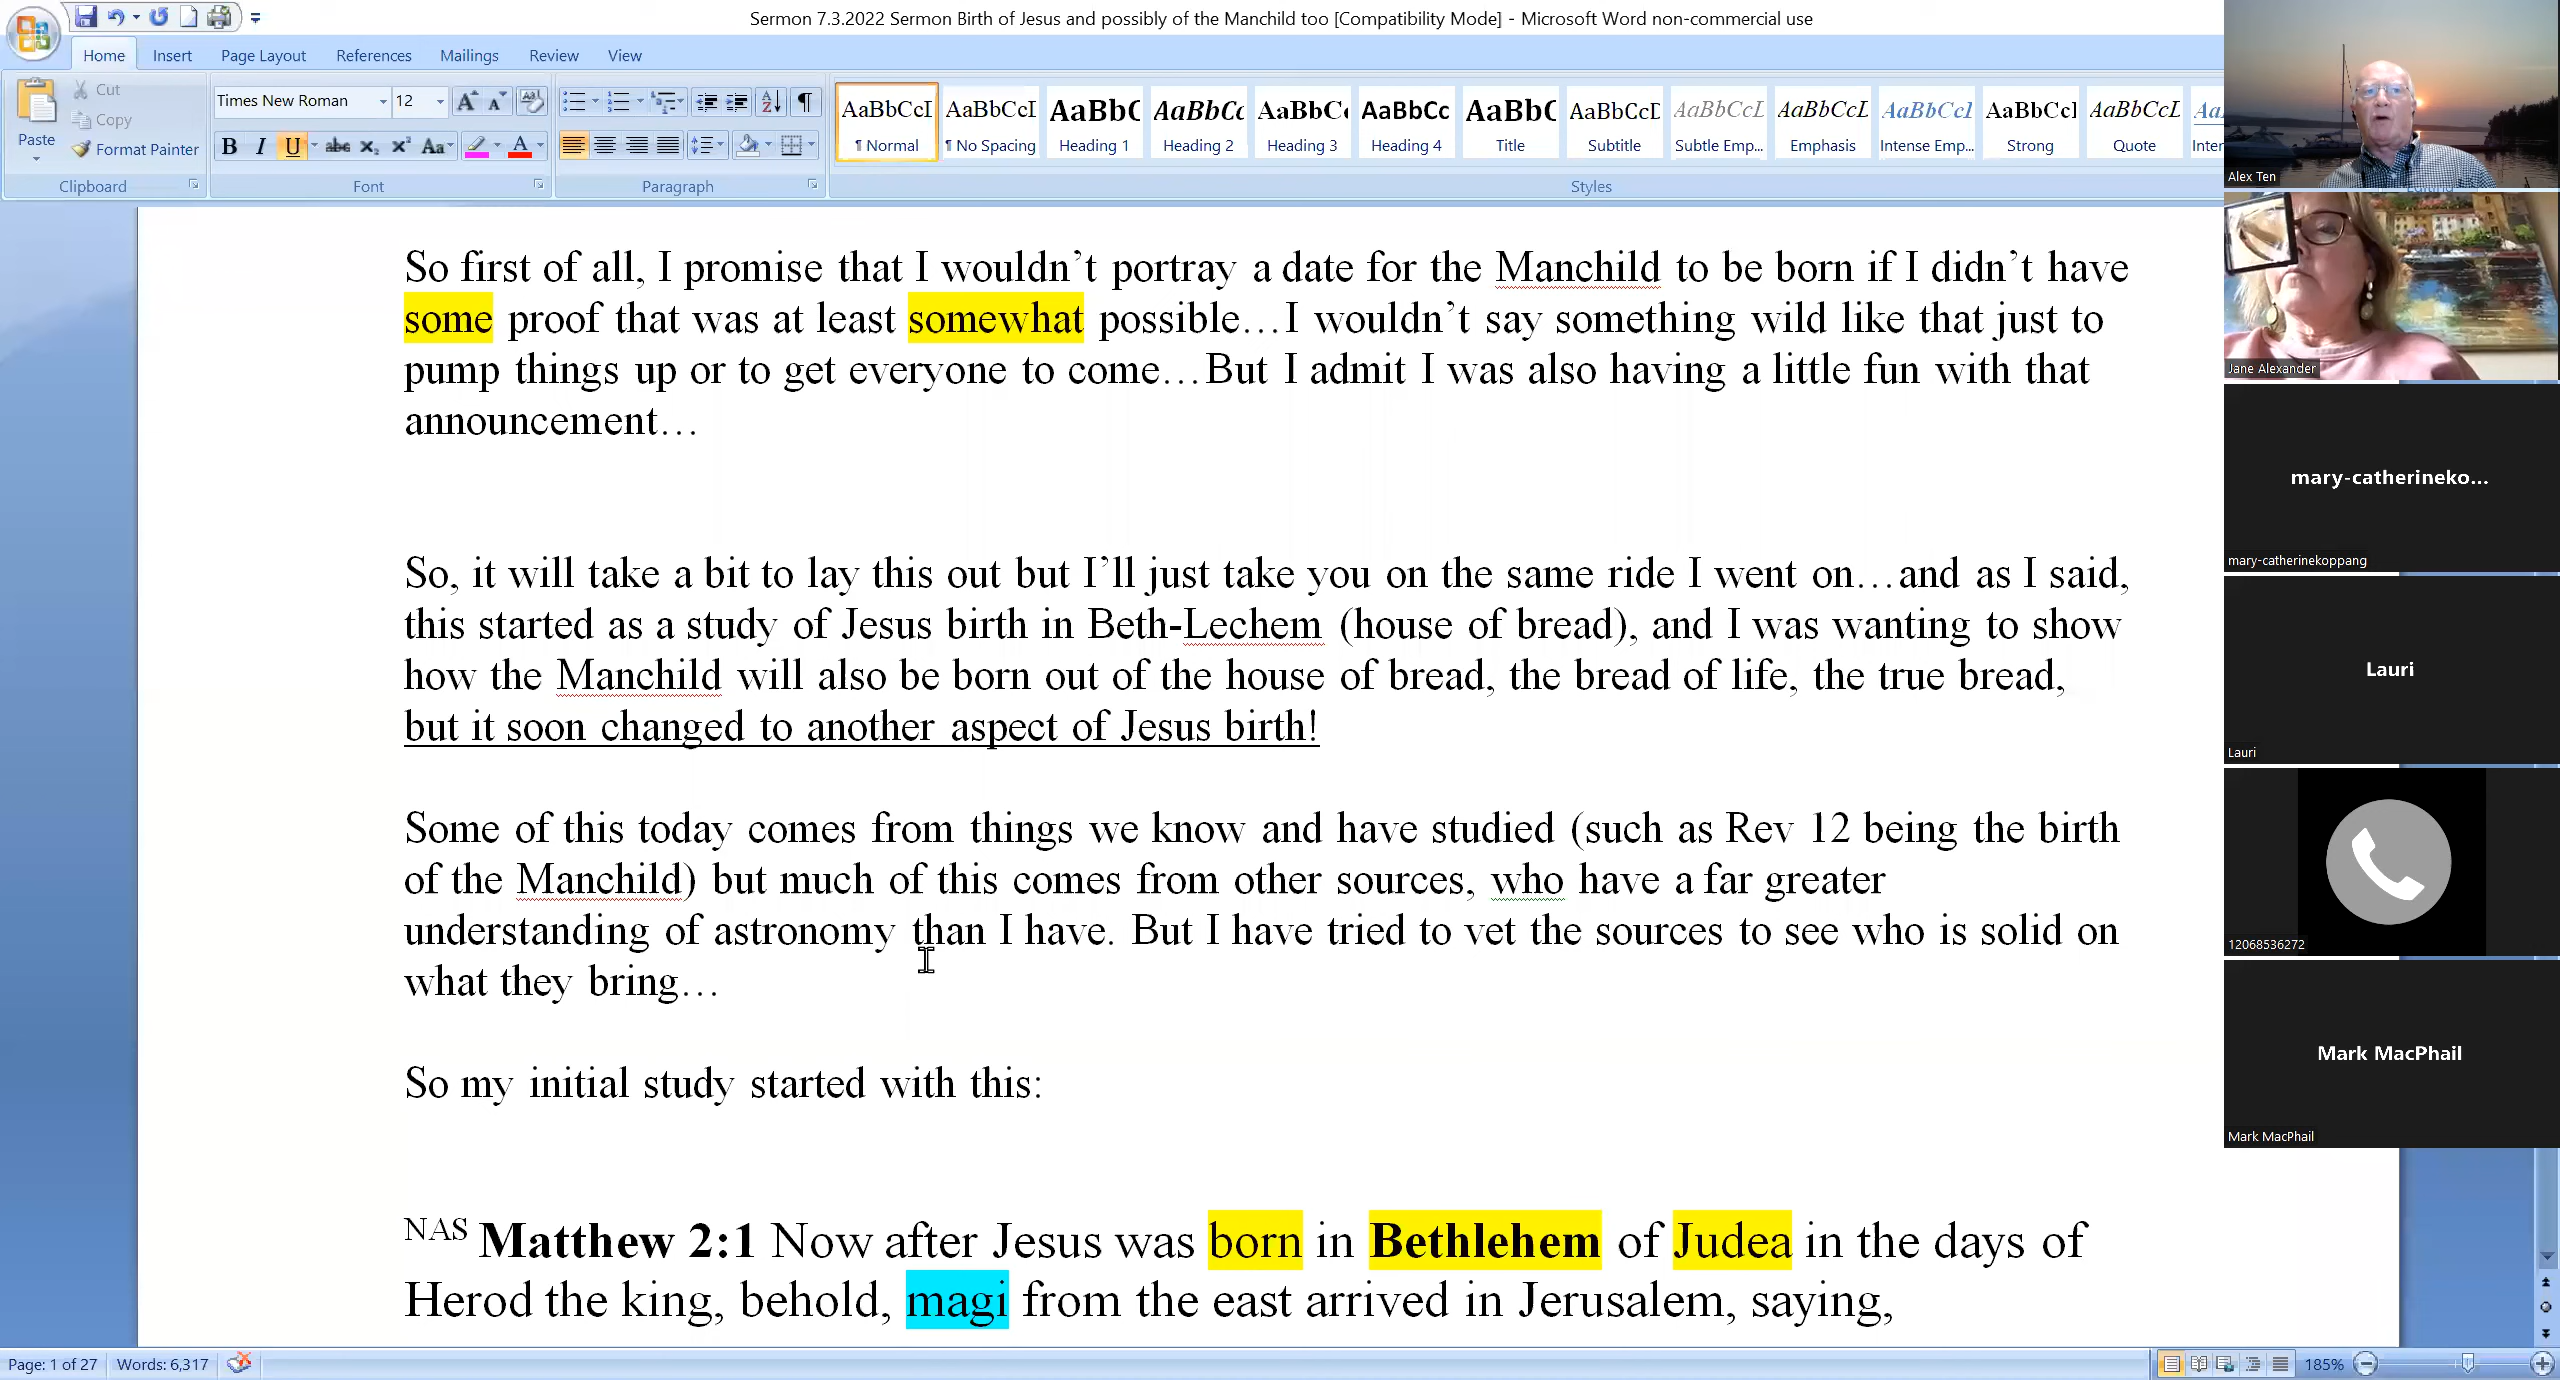 Sermon 7.3.2022 Sermon Birth of Jesus and possibly of the Manchild too [Compatibility Mode] - Microsoft Word non-commercial use
Home Insert Page Layout References Mailings Review View
Paste
Cut
Copy
Format Painter
Clipboard
Times New Roman 12
B I U abc X₂ X² Aa A
Font
Paragraph
AaBbCcI AaBbCcI AaBbC AaBbCc AaBbCc AaBbCc AaBbC AaBbCcD AaBbCcL AaBbCcL AaBbCcI AaBbCcI AaBbCcL Aa
¶ Normal ¶ No Spacing Heading 1 Heading 2 Heading 3 Heading 4 Title Subtitle Subtle Emp... Emphasis Intense Emp... Strong Quote Inter
Styles
So first of all, I promise that I wouldn’t portray a date for the Manchild to be born if I didn’t have
some proof that was at least somewhat possible…I wouldn’t say something wild like that just to
pump things up or to get everyone to come…But I admit I was also having a little fun with that
announcement…
So, it will take a bit to lay this out but I’ll just take you on the same ride I went on…and as I said,
this started as a study of Jesus birth in Beth-Lechem (house of bread), and I was wanting to show
how the Manchild will also be born out of the house of bread, the bread of life, the true bread,
but it soon changed to another aspect of Jesus birth!
Some of this today comes from things we know and have studied (such as Rev 12 being the birth
of the Manchild) but much of this comes from other sources, who have a far greater
understanding of astronomy than I have. But I have tried to vet the sources to see who is solid on
what they bring…
So my initial study started with this:
NAS Matthew 2:1 Now after Jesus was born in Bethlehem of Judea in the days of
Herod the king, behold, magi from the east arrived in Jerusalem, saying,
Page: 1 of 27 Words: 6,317
185%
Alex Ten
Jane Alexander
mary-catherineko...
mary-catherinekoppang
Lauri
Lauri
12068536272
Mark MacPhail
Mark MacPhail